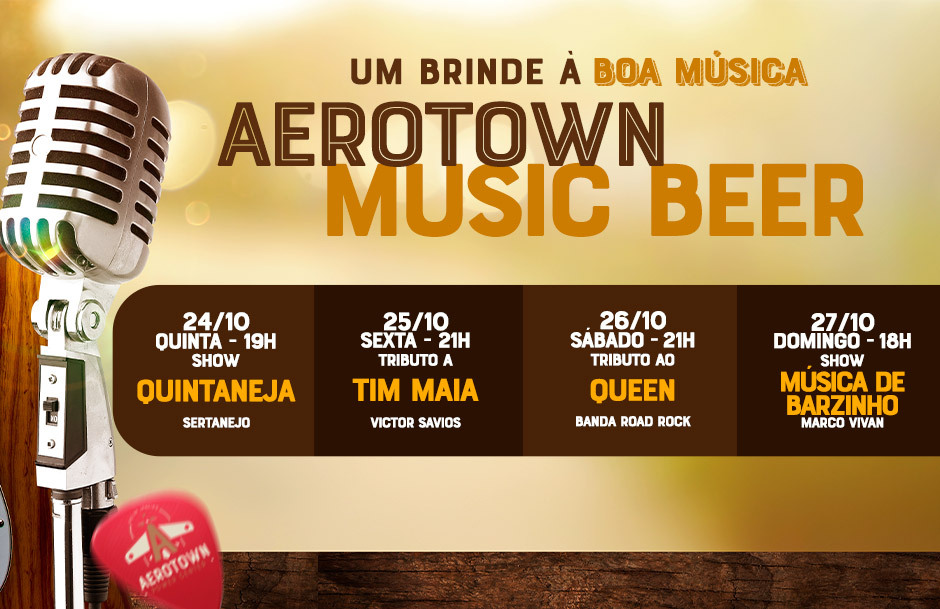 UM BRINDE À BOA MÚSICA
AEROTOWN
MUSIC BEER
24/10
QUINTA - 19H
SHOW
QUINTANEJA
SERTANEJO
25/10
SEXTA - 21H
TRIBUTO A
TIM MAIA
VICTOR SAVIOS
26/10
SÁBADO - 21H
TRIBUTO AO
QUEEN
BANDA ROAD ROCK
27/10
DOMINGO - 18H
SHOW
MÚSICA DE
BARZINHO
MARCO VIVAN
A
AEROTOWN